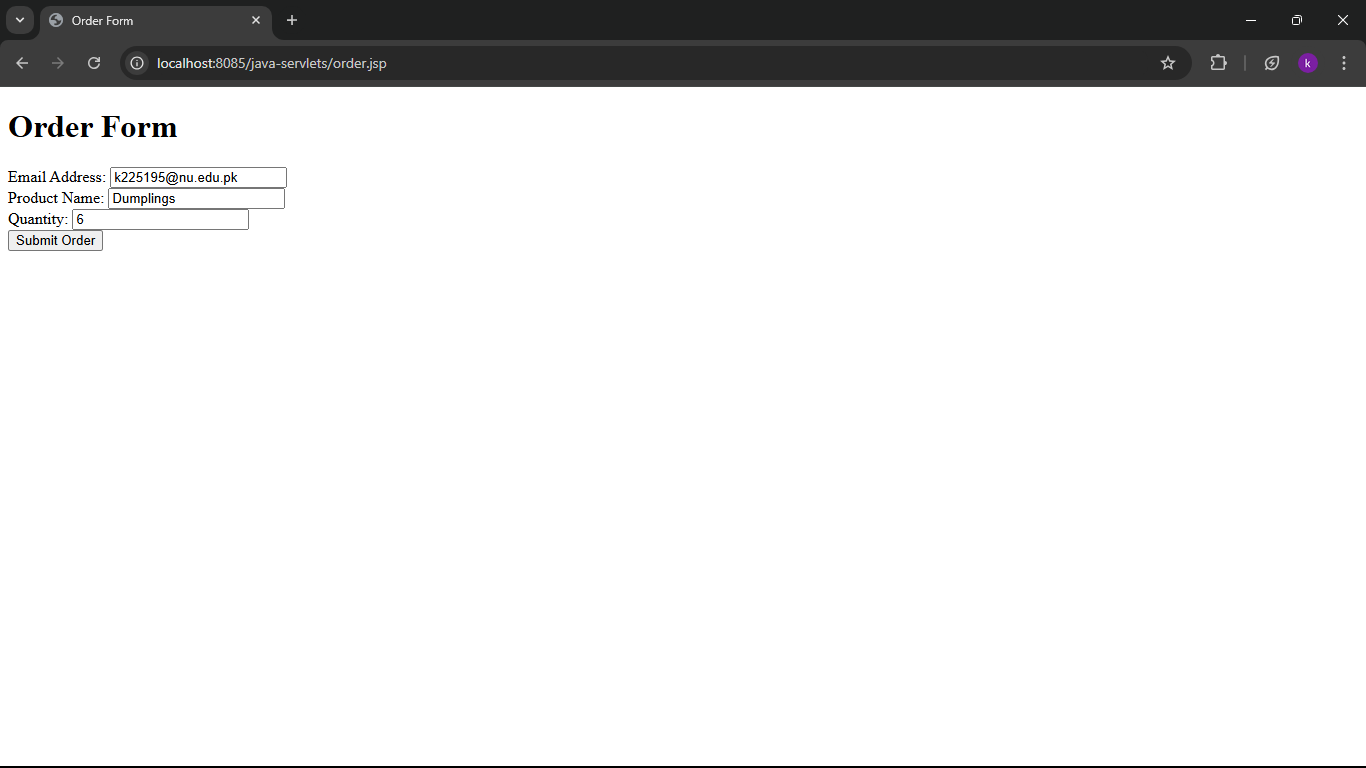 Order Form
localhost:8085/java-servlets/order.jsp
k
Order Form
Email Address: k225195@nu.edu.pk
Product Name: Dumplings
Quantity: 6
Submit Order